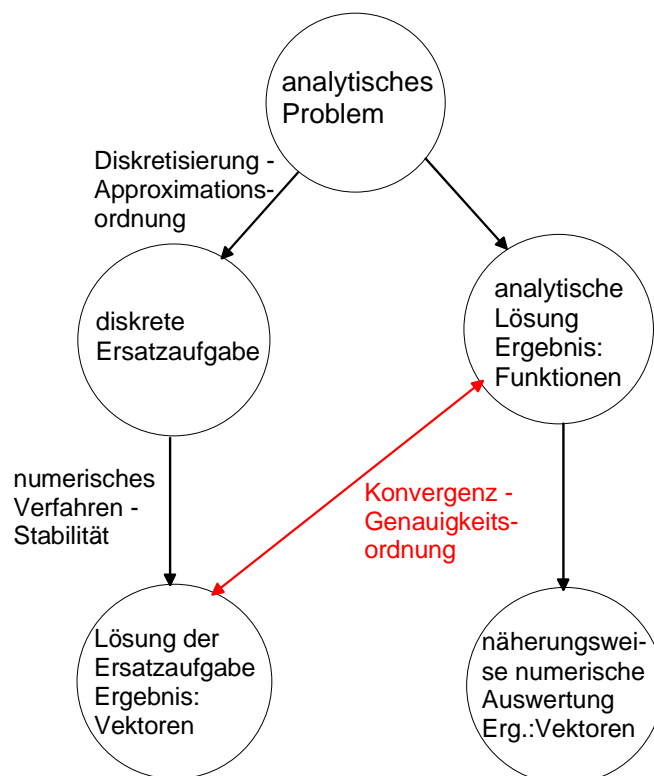 analytisches
Problem
Diskretisierung -
Approximations-
ordnung
diskrete
Ersatzaufgabe
analytische
Lösung
Ergebnis:
Funktionen
numerisches
Verfahren -
Stabilität
Konvergenz -
Genauigkeits-
ordnung
Lösung der
Ersatzaufgabe
Ergebnis:
Vektoren
näherungswei-
se numerische
Auswertung
Erg.:Vektoren